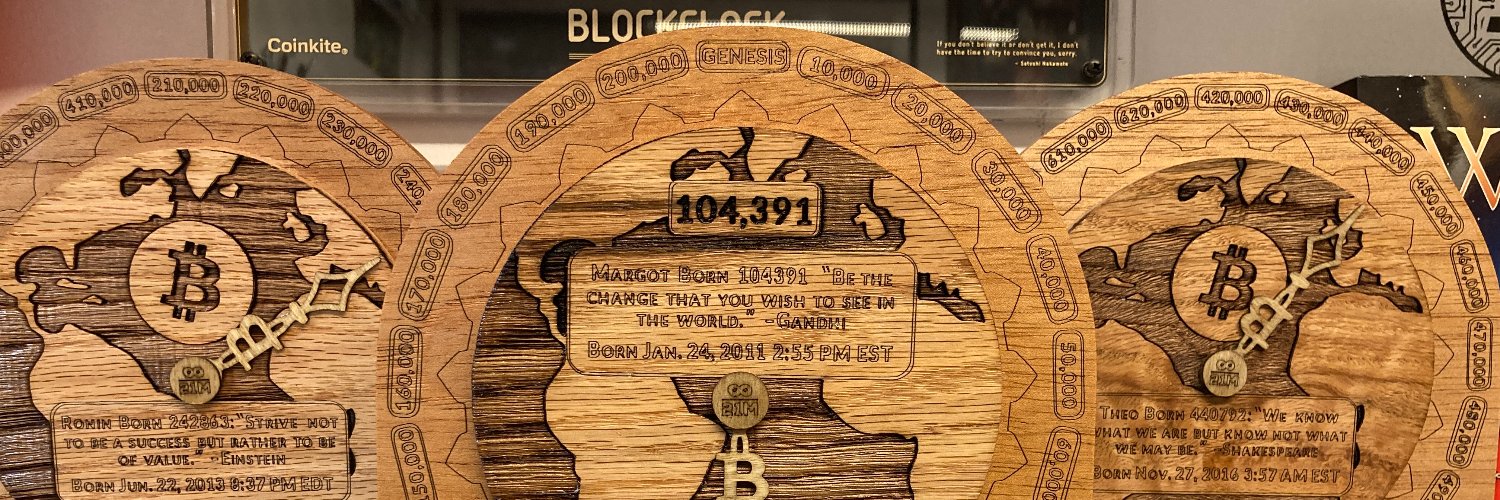 Coinkite
BLOCKCLOCK
If you don't believe it or don't get it, I don't
have the time to try to convince you, sorry.
- Satoshi Nakamoto
410,000
210,000
220,000
230,000
Ronin Born 242863: "Strive not
to be a success but rather to be
of value." -Einstein
Born Jun. 22, 2013 8:37 PM EDT
21M
150,000
160,000
170,000
180,000
190,000
200,000
GENESIS
10,000
20,000
30,000
40,000
50,000
60,000
104,391
Margot Born 104391 "Be the
change that you wish to see in
the world." -Gandhi
Born Jan. 24, 2011 2:55 PM EST
21M
610,000
620,000
420,000
430,000
440,000
450,000
460,000
470,000
480,000
Theo Born 440792: "We know
what we are but know not what
we may be." -Shakespeare
Born Nov. 27, 2016 3:57 AM EST
21M
W